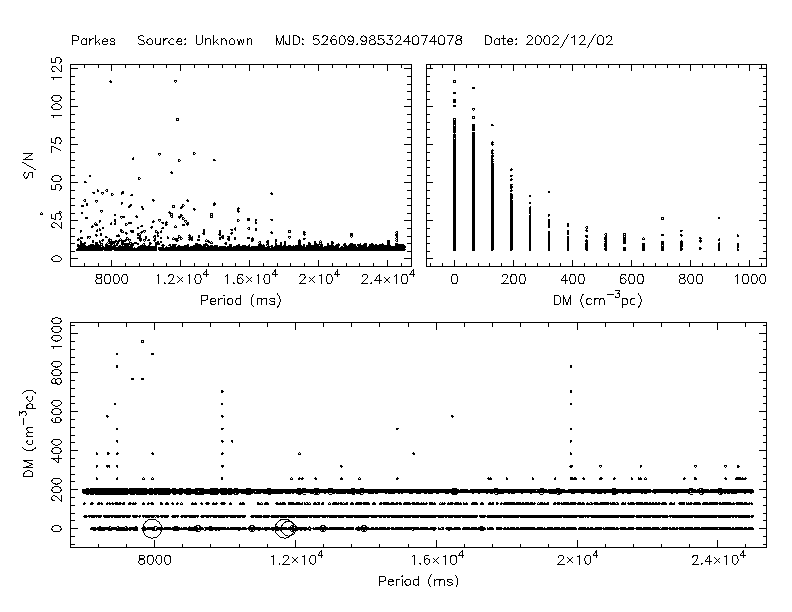 Parkes Source: Unknown MJD: 52609.985324074078 Date: 2002/12/02
125
100
75
50
25
0
S/N
8000 1.2×10⁴ 1.6×10⁴ 2×10⁴ 2.4×10⁴
Period (ms)
0 200 400 600 800 1000
DM (cm⁻³pc)
1000
800
600
400
200
0
DM (cm⁻³pc)
8000 1.2×10⁴ 1.6×10⁴ 2×10⁴ 2.4×10⁴
Period (ms)